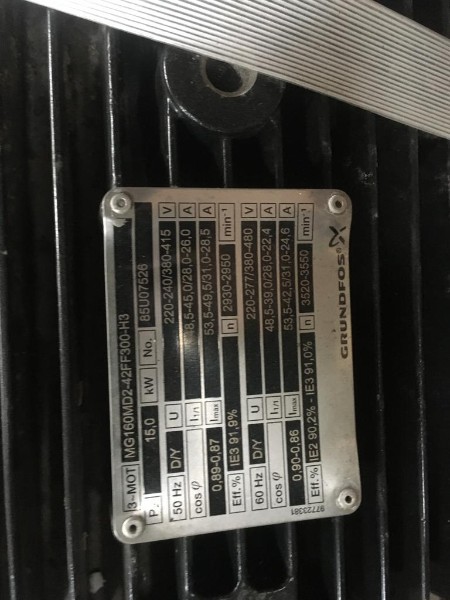 3~MOT MG160MD2-42FF300-H3
P₂ 15,0 kW No. 85U07526
50 Hz D/Y U 220-240/380-415 V
I1/1 48,5-45,0/28,0-26,0 A
cos φ 0,89-0,87 Imax 53,5-49,5/31,0-28,5 A
Eff.% IE3 91,9% n 2930-2950 min⁻¹
60 Hz D/Y U 220-277/380-480 V
I1/1 48,5-39,0/28,0-22,4 A
cos φ 0,90-0,86 Imax 53,5-42,5/31,0-24,6 A
Eff.% IE2 90,2% - IE3 91,0% n 3520-3550 min⁻¹
97723381 GRUNDFOS